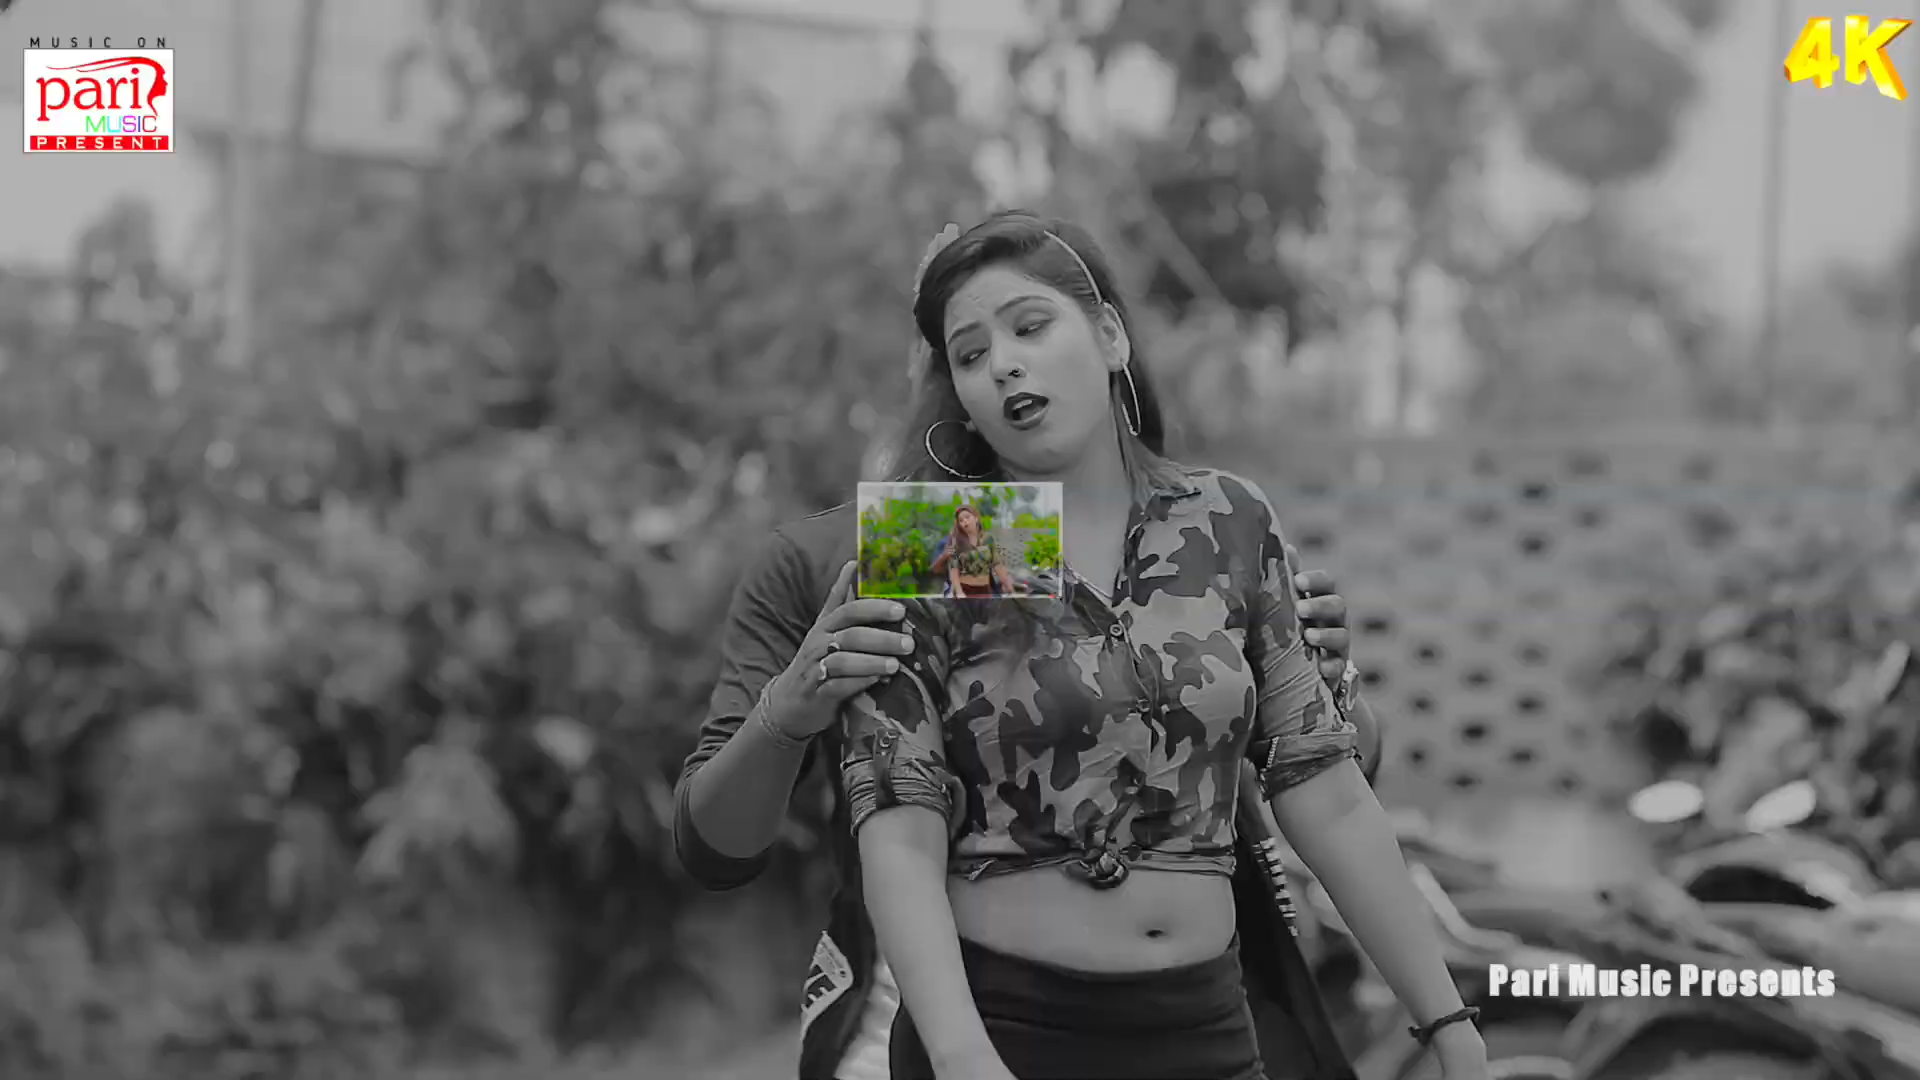 MUSIC ON
pari
MUSIC
PRESENT
4K
Pari Music Presents